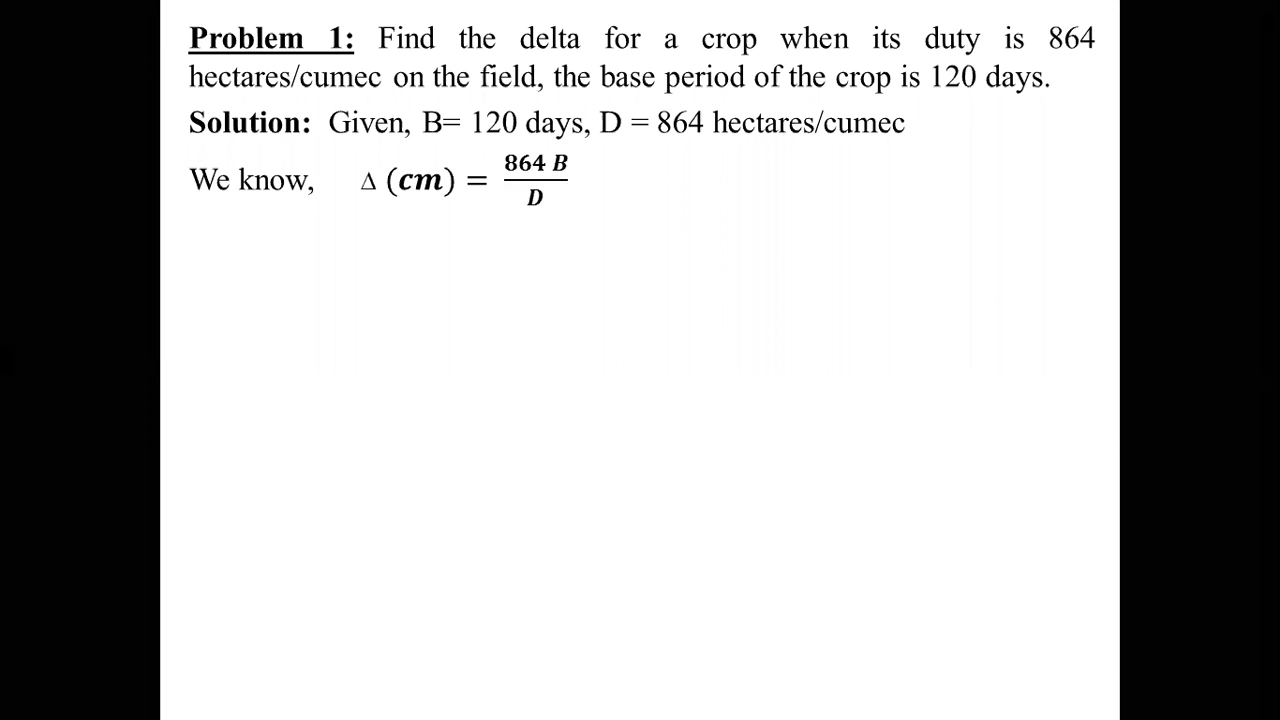 Problem 1: Find the delta for a crop when its duty is 864
hectares/cumec on the field, the base period of the crop is 120 days.
Solution: Given, B= 120 days, D = 864 hectares/cumec
We know, Δ (cm) = 864 B / D